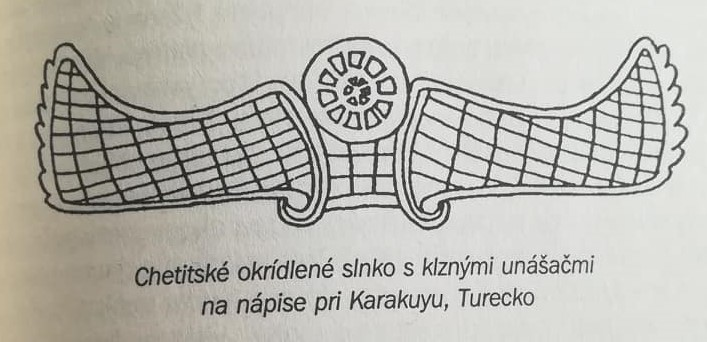 Chetitské okrídlené slnko s klznými unášačmi
na nápise pri Karakuyu, Turecko